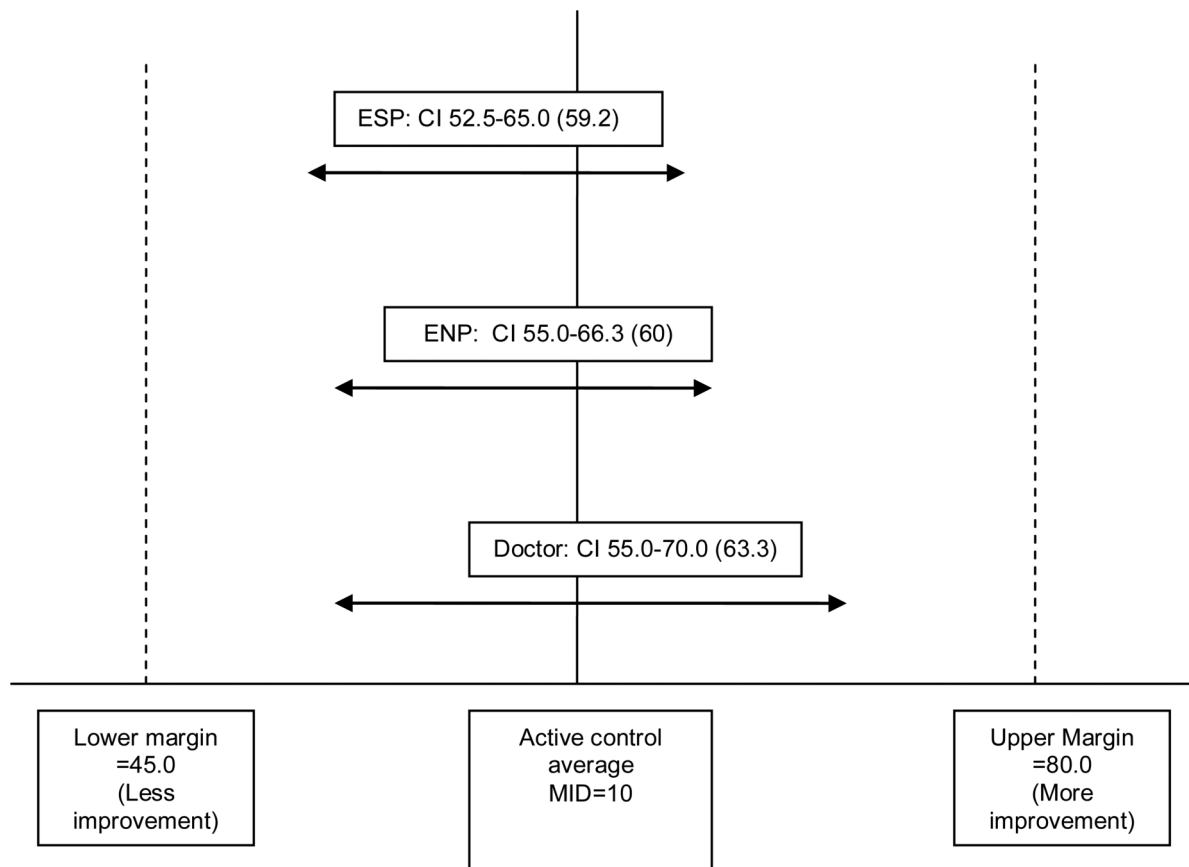 ESP: CI 52.5-65.0 (59.2)
ENP:  CI 55.0-66.3 (60)
Doctor: CI 55.0-70.0 (63.3)
Lower margin
=45.0
(Less
improvement)
Active control
average
MID=10
Upper Margin
=80.0
(More
improvement)